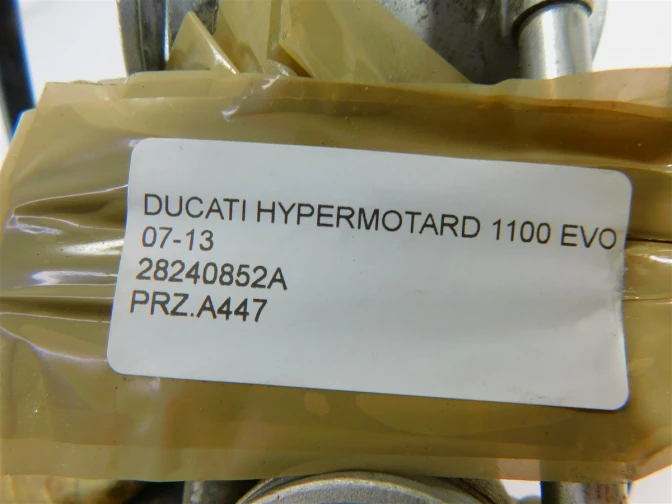 DUCATI HYPERMOTARD 1100 EVO
07-13
28240852A
PRZ.A447